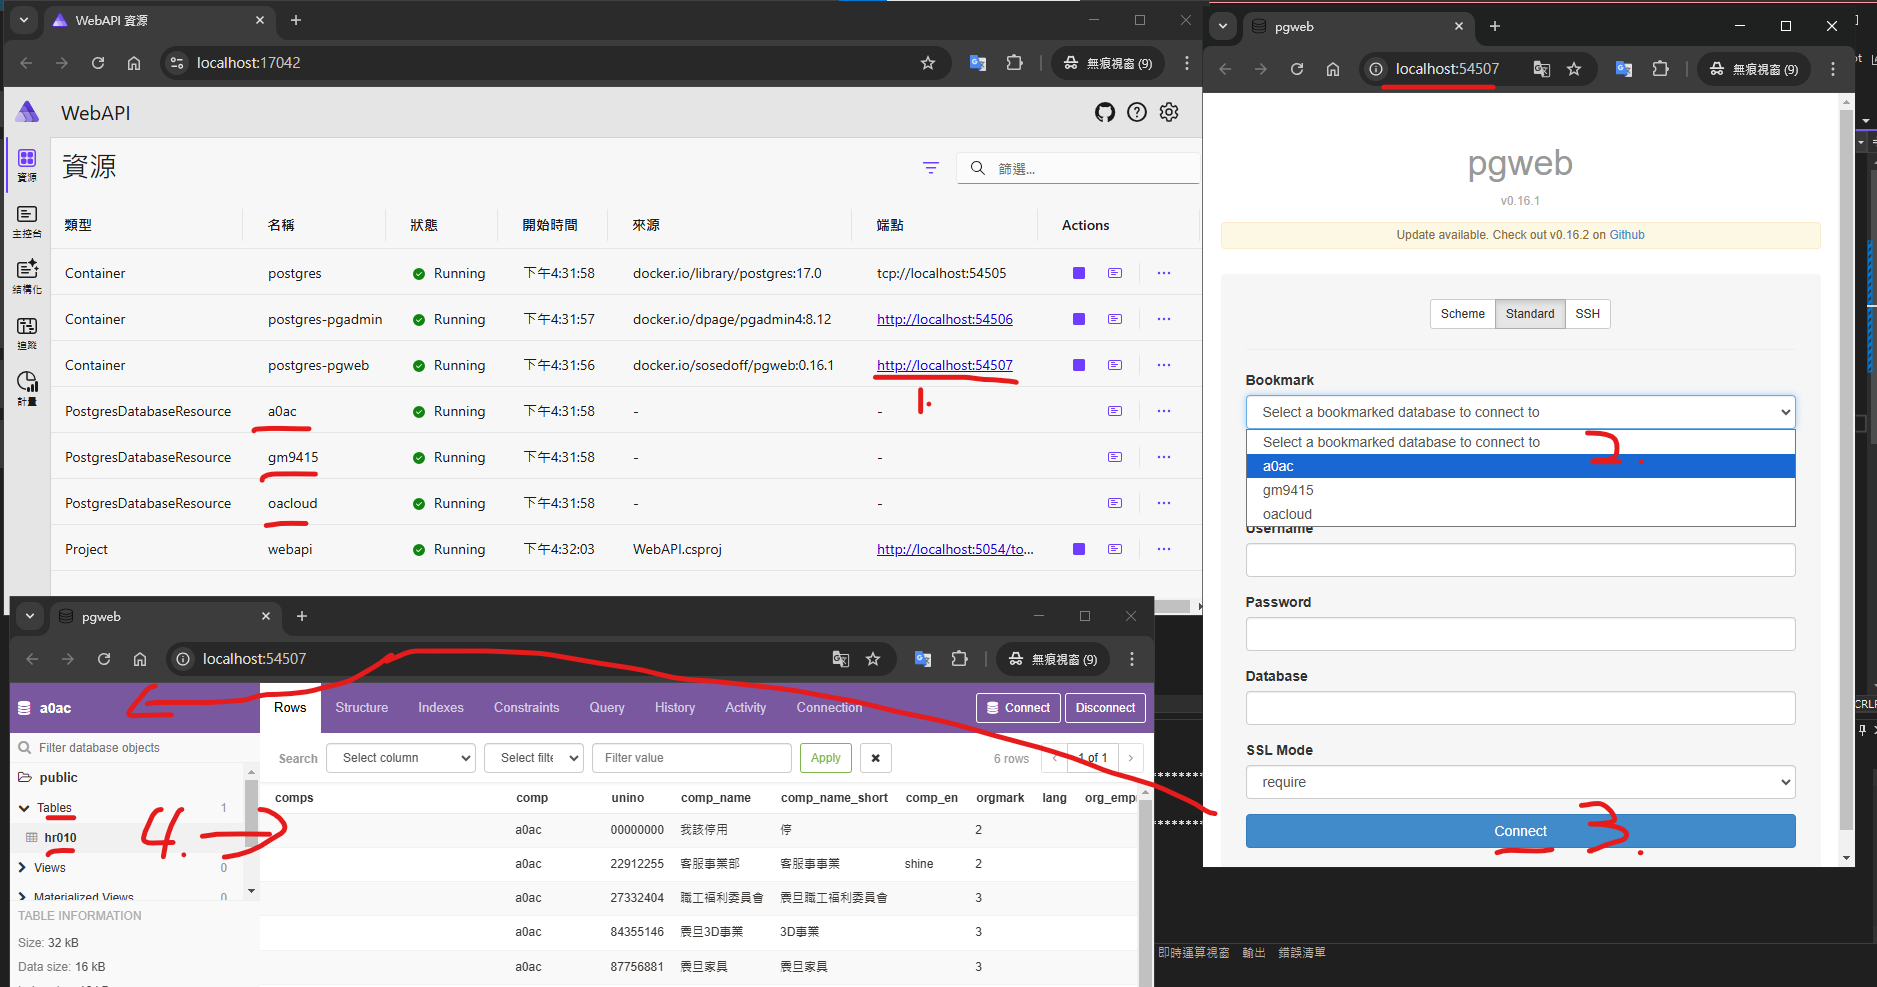 WebAPI 資源
localhost:17042
無痕視窗 (9)
WebAPI
資源
主控台
結構化
追蹤
計量
資源
篩選...
類型 名稱 狀態 開始時間 來源 端點 Actions
Container postgres Running 下午4:31:58 docker.io/library/postgres:17.0 tcp://localhost:54505
Container postgres-pgadmin Running 下午4:31:57 docker.io/dpage/pgadmin4:8.12 http://localhost:54506
Container postgres-pgweb Running 下午4:31:56 docker.io/sosedoff/pgweb:0.16.1 http://localhost:54507
1.
PostgresDatabaseResource a0ac Running 下午4:31:58 - -
PostgresDatabaseResource gm9415 Running 下午4:31:58 - -
PostgresDatabaseResource oacloud Running 下午4:31:58 - -
Project webapi Running 下午4:32:03 WebAPI.csproj http://localhost:5054/to...
pgweb
localhost:54507
無痕視窗 (9)
pgweb
v0.16.1
Update available. Check out v0.16.2 on Github
Scheme Standard SSH
Bookmark
Select a bookmarked database to connect to
Select a bookmarked database to connect to
2.
a0ac
gm9415
oacloud
Username
Password
Database
SSL Mode
require
Connect 3.
pgweb
localhost:54507
無痕視窗 (9)
a0ac
Rows Structure Indexes Constraints Query History Activity Connection Connect Disconnect
Filter database objects
public
Tables 1
hr010
4.
Views 0
Materialized Views 0
TABLE INFORMATION
Size: 32 kB
Data size: 16 kB
Search Select column Select filte Filter value Apply 6 rows 1 of 1
comps comp unino comp_name comp_name_short comp_en orgmark lang org_emp
a0ac 00000000 我該停用 停 2
a0ac 22912255 客服事業部 客服事事業 shine 2
a0ac 27332404 職工福利委員會 震旦職工福利委員會 3
a0ac 84355146 震旦3D事業 3D事業 3
a0ac 87756881 震旦家具 震旦家具 3
CRLF
********
********
即時運算視窗 輸出 錯誤清單